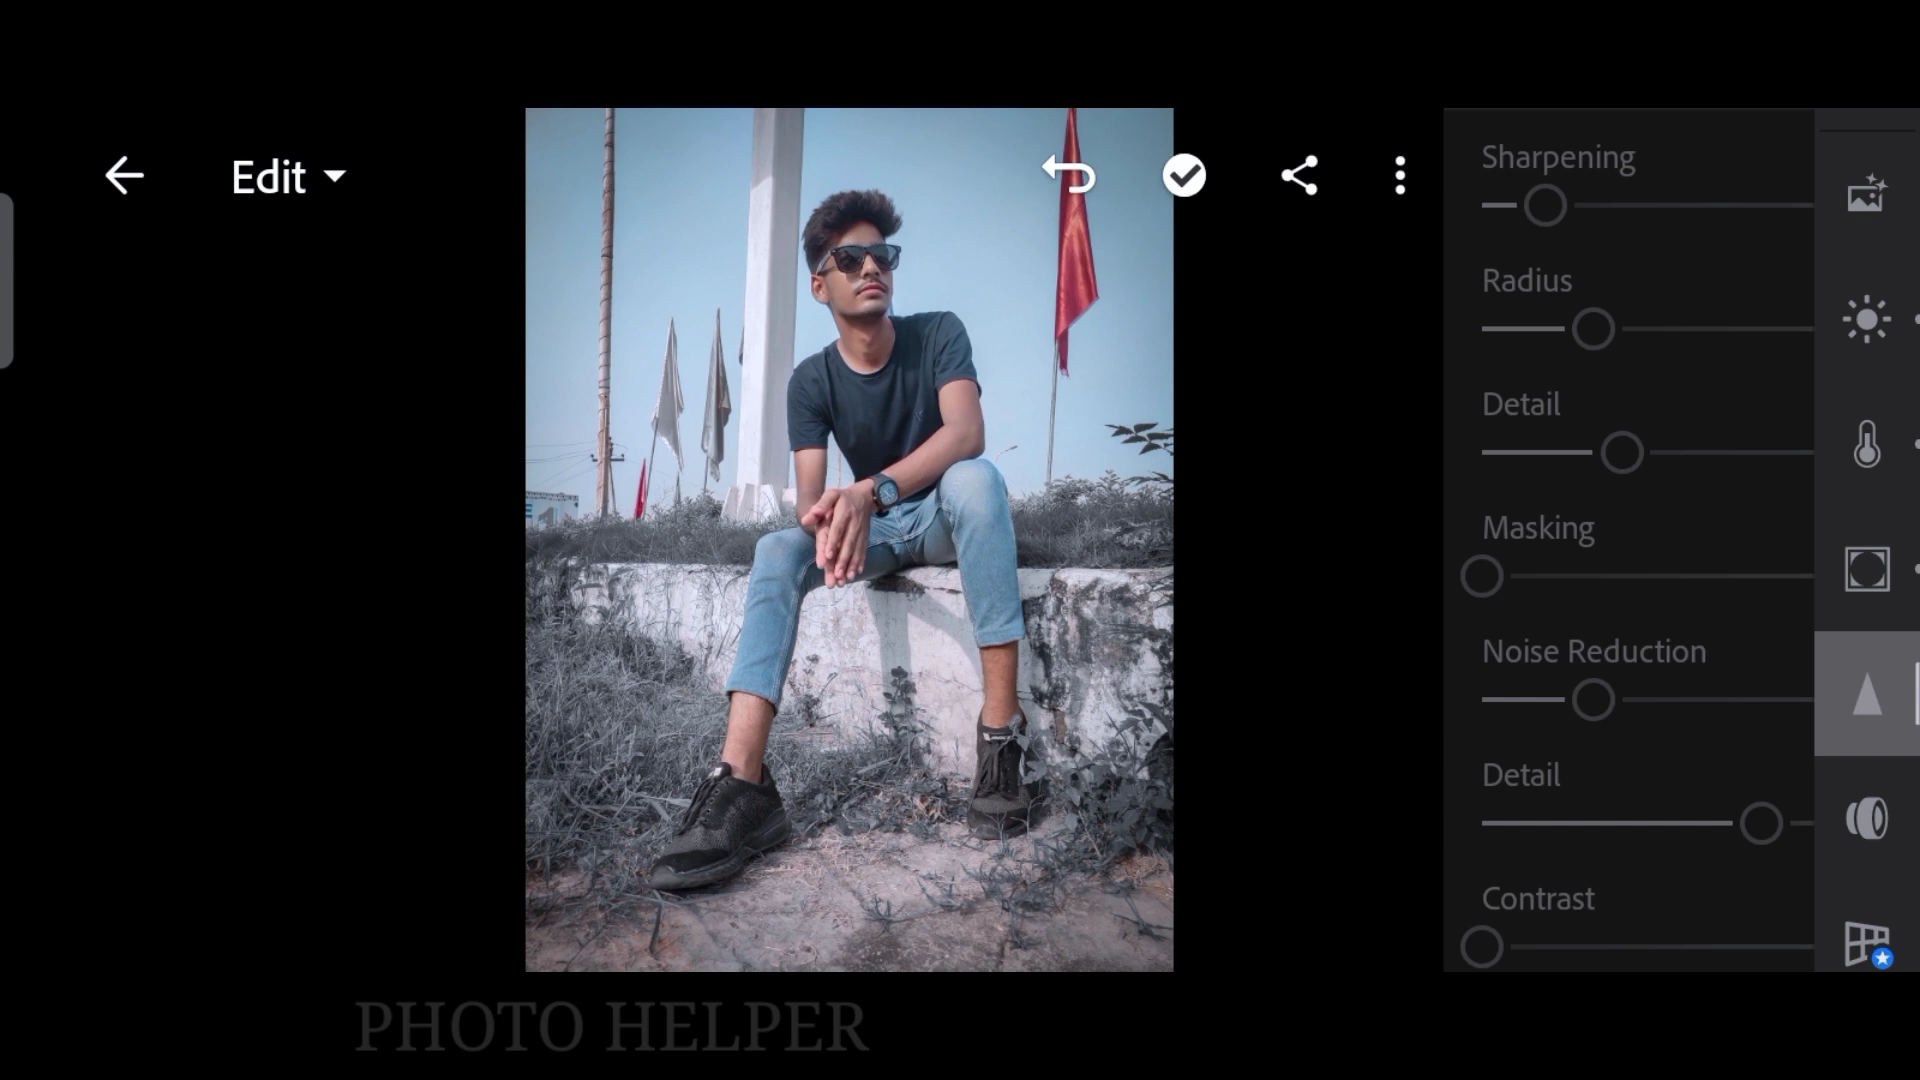 Edit
Sharpening
Radius
Detail
Masking
Noise Reduction
Detail
Contrast
PHOTO HELPER